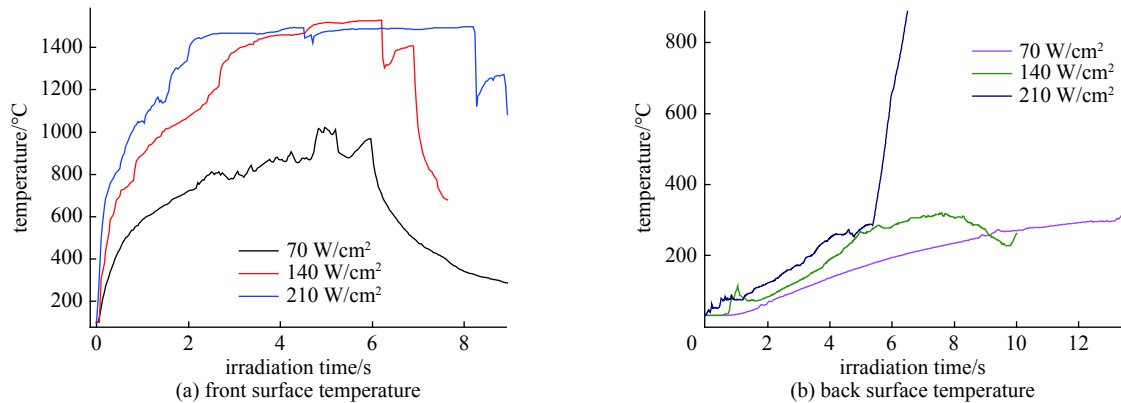 1400
1200
1000
800
600
400
200
temperature/°C
70 W/cm²
140 W/cm²
210 W/cm²
0 2 4 6 8
irradiation time/s
(a) front surface temperature
800
600
400
200
temperature/°C
70 W/cm²
140 W/cm²
210 W/cm²
0 2 4 6 8 10 12
irradiation time/s
(b) back surface temperature